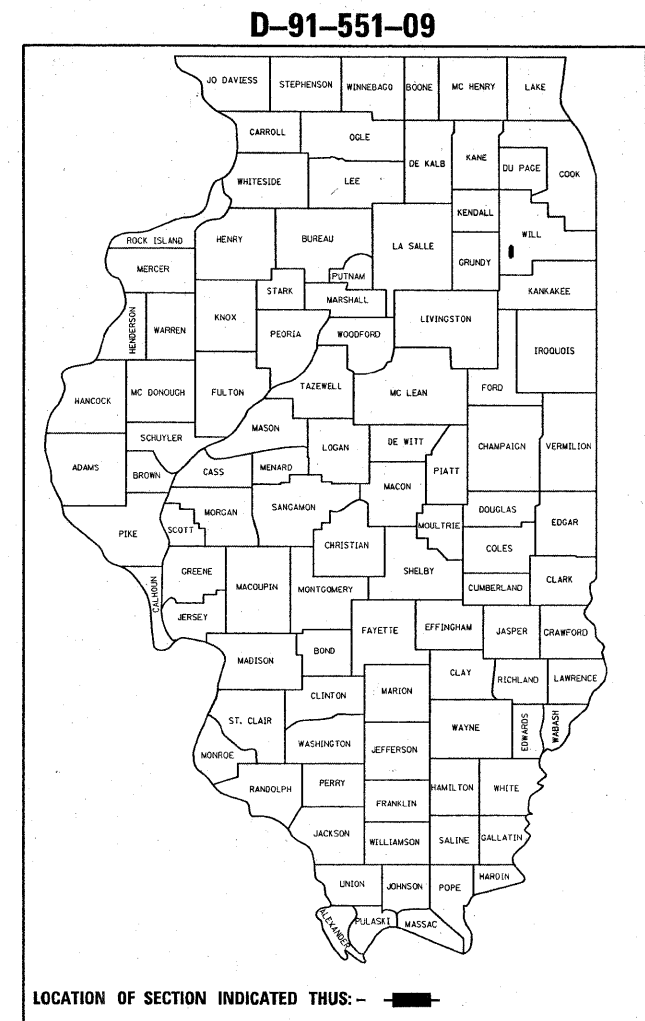 D-91-551-09
JO DAVIESS
STEPHENSON
WINNEBAGO
BOONE
MC HENRY
LAKE
CARROLL
OGLE
DE KALB
KANE
DU PAGE
COOK
WHITESIDE
LEE
KENDALL
ROCK ISLAND
HENRY
BUREAU
LA SALLE
WILL
GRUNDY
MERCER
PUTNAM
STARK
MARSHALL
KANKAKEE
HENDERSON
WARREN
KNOX
PEORIA
WOODFORD
LIVINGSTON
IROQUOIS
HANCOCK
MC DONOUGH
FULTON
TAZEWELL
MC LEAN
FORD
MASON
SCHUYLER
LOGAN
DE WITT
CHAMPAIGN
VERMILION
ADAMS
BROWN
CASS
MENARD
PIATT
MACON
MORGAN
SANGAMON
DOUGLAS
EDGAR
PIKE
SCOTT
CHRISTIAN
MOULTRIE
COLES
GREENE
MACOUPIN
MONTGOMERY
SHELBY
CUMBERLAND
CLARK
CALHOUN
JERSEY
FAYETTE
EFFINGHAM
JASPER
CRAWFORD
MADISON
BOND
CLAY
RICHLAND
LAWRENCE
CLINTON
MARION
ST. CLAIR
WAYNE
EDWARDS
WABASH
MONROE
WASHINGTON
JEFFERSON
RANDOLPH
PERRY
HAMILTON
WHITE
FRANKLIN
JACKSON
WILLIAMSON
SALINE
GALLATIN
UNION
JOHNSON
POPE
HARDIN
ALEXANDER
PULASKI
MASSAC
LOCATION OF SECTION INDICATED THUS: -